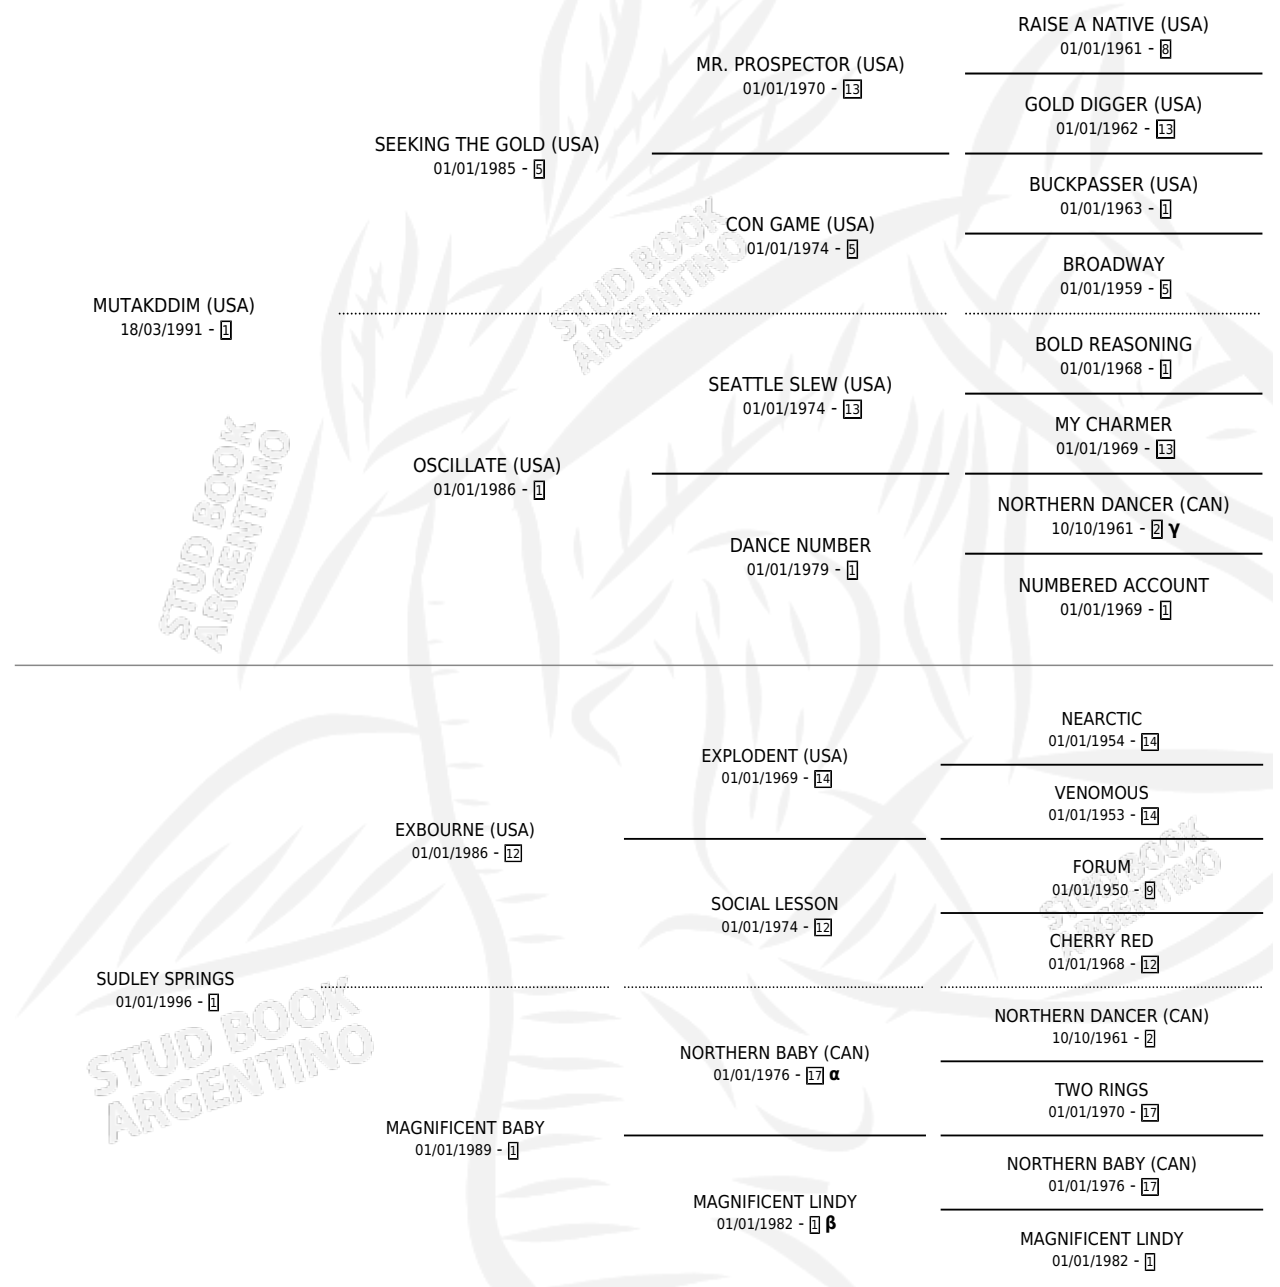 RAISE A NATIVE (USA)
01/01/1961 - 8
MR. PROSPECTOR (USA)
01/01/1970 - 13
GOLD DIGGER (USA)
01/01/1962 - 13
SEEKING THE GOLD (USA)
01/01/1985 - 5
BUCKPASSER (USA)
01/01/1963 - 1
CON GAME (USA)
01/01/1974 - 5
BROADWAY
01/01/1959 - 5
MUTAKDDIM (USA)
18/03/1991 - 1
BOLD REASONING
01/01/1968 - 1
SEATTLE SLEW (USA)
01/01/1974 - 13
MY CHARMER
01/01/1969 - 13
OSCILLATE (USA)
01/01/1986 - 1
NORTHERN DANCER (CAN)
10/10/1961 - 2 γ
DANCE NUMBER
01/01/1979 - 1
NUMBERED ACCOUNT
01/01/1969 - 1
NEARCTIC
01/01/1954 - 14
EXPLODENT (USA)
01/01/1969 - 14
VENOMOUS
01/01/1953 - 14
EXBOURNE (USA)
01/01/1986 - 12
FORUM
01/01/1950 - 9
SOCIAL LESSON
01/01/1974 - 12
CHERRY RED
01/01/1968 - 12
SUDLEY SPRINGS
01/01/1996 - 1
NORTHERN DANCER (CAN)
10/10/1961 - 2
NORTHERN BABY (CAN)
01/01/1976 - 17 α
TWO RINGS
01/01/1970 - 17
MAGNIFICENT BABY
01/01/1989 - 1
NORTHERN BABY (CAN)
01/01/1976 - 17
MAGNIFICENT LINDY
01/01/1982 - 1 β
MAGNIFICENT LINDY
01/01/1982 - 1
STUD BOOK
ARGENTINO
STUD BOOK
ARGENTINO
STUD BOOK
ARGENTINO
STUD BOOK
ARGENTINO